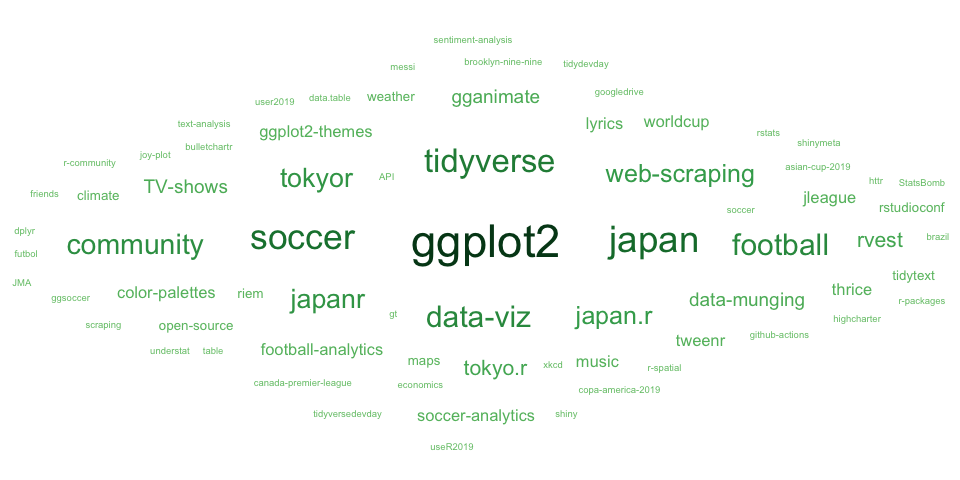 sentiment-analysis
brooklyn-nine-nine tidydevday
messi
googledrive
user2019 data.table weather gganimate
text-analysis ggplot2-themes lyrics worldcup
rstats
bulletchartr shinymeta
r-community joy-plot tidyverse
asian-cup-2019
friends climate TV-shows tokyor API web-scraping httr StatsBomb
jleague
soccer rstudioconf
dplyr
community soccer ggplot2 japan football rvest brazil
futbol
JMA tidytext
ggsoccer color-palettes riem japanr data-munging thrice r-packages
gt data-viz japan.r
scraping open-source highcharter
github-actions
understat table football-analytics tweenr
maps tokyo.r xkcd music r-spatial
canada-premier-league economics copa-america-2019
tidyversedevday soccer-analytics shiny
useR2019